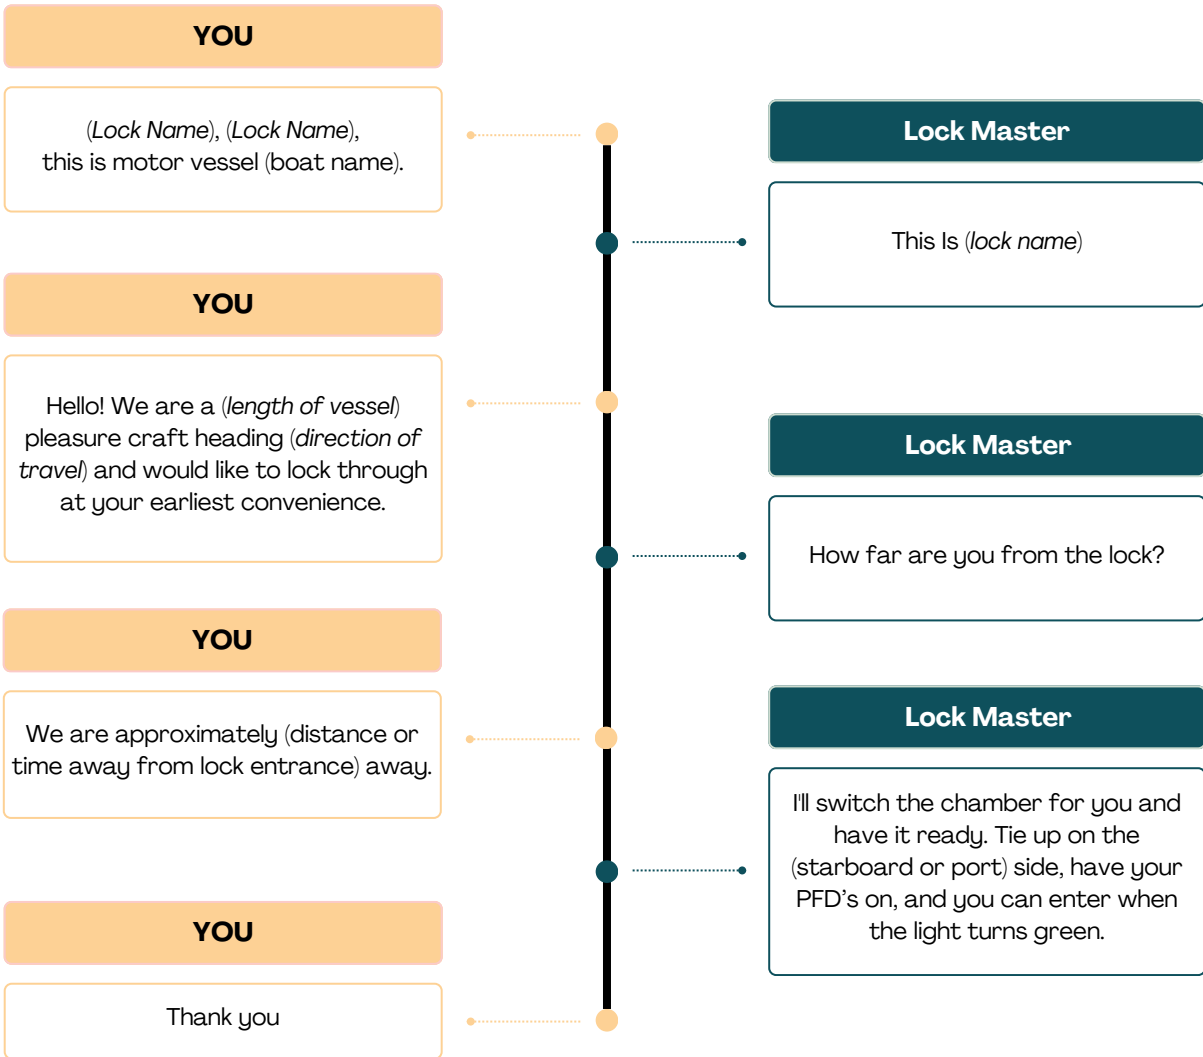 YOU
(Lock Name), (Lock Name),
this is motor vessel (boat name).
Lock Master
This Is (lock name)
YOU
Hello! We are a (length of vessel)
pleasure craft heading (direction of
travel) and would like to lock through
at your earliest convenience.
Lock Master
How far are you from the lock?
YOU
We are approximately (distance or
time away from lock entrance) away.
Lock Master
I'll switch the chamber for you and
have it ready. Tie up on the
(starboard or port) side, have your
PFD's on, and you can enter when
the light turns green.
YOU
Thank you